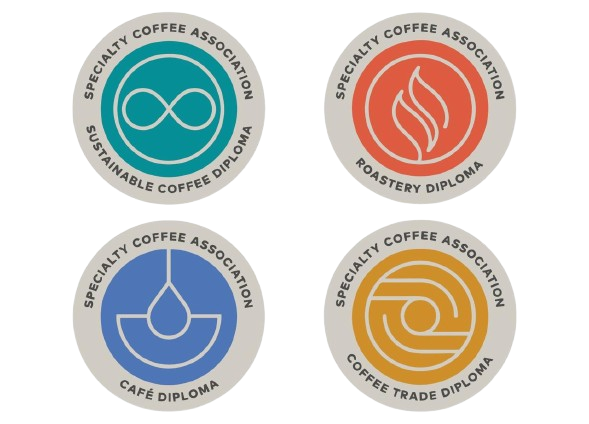 SPECIALTY COFFEE ASSOCIATION
SUSTAINABLE COFFEE DIPLOMA
SPECIALTY COFFEE ASSOCIATION
ROASTERY DIPLOMA
SPECIALTY COFFEE ASSOCIATION
CAFÉ DIPLOMA
SPECIALTY COFFEE ASSOCIATION
COFFEE TRADE DIPLOMA